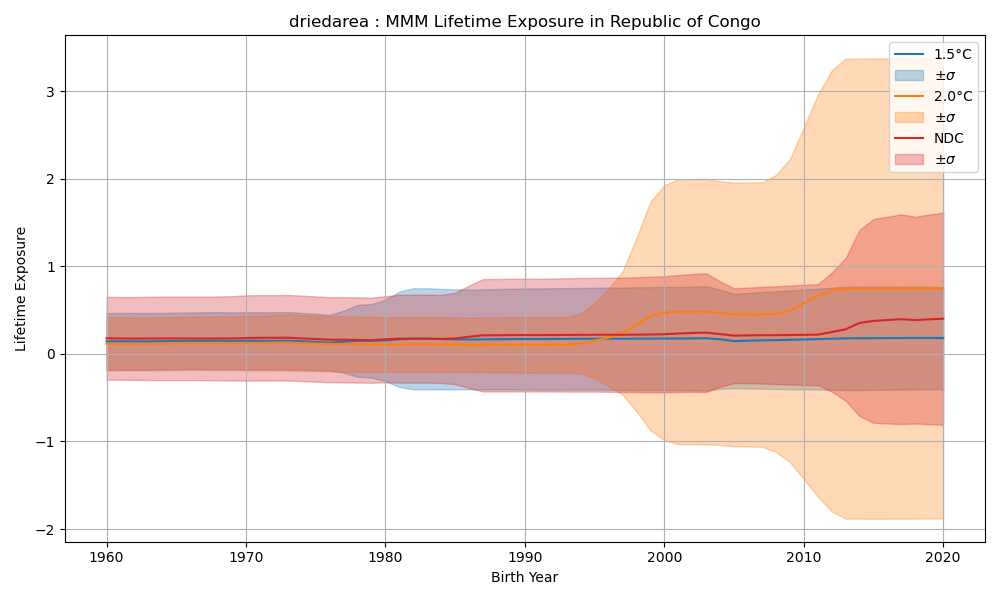 driedarea : MMM Lifetime Exposure in Republic of Congo
1.5°C
±σ
2.0°C
±σ
NDC
±σ
Lifetime Exposure
3
2
1
0
−1
−2
1960 1970 1980 1990 2000 2010 2020
Birth Year